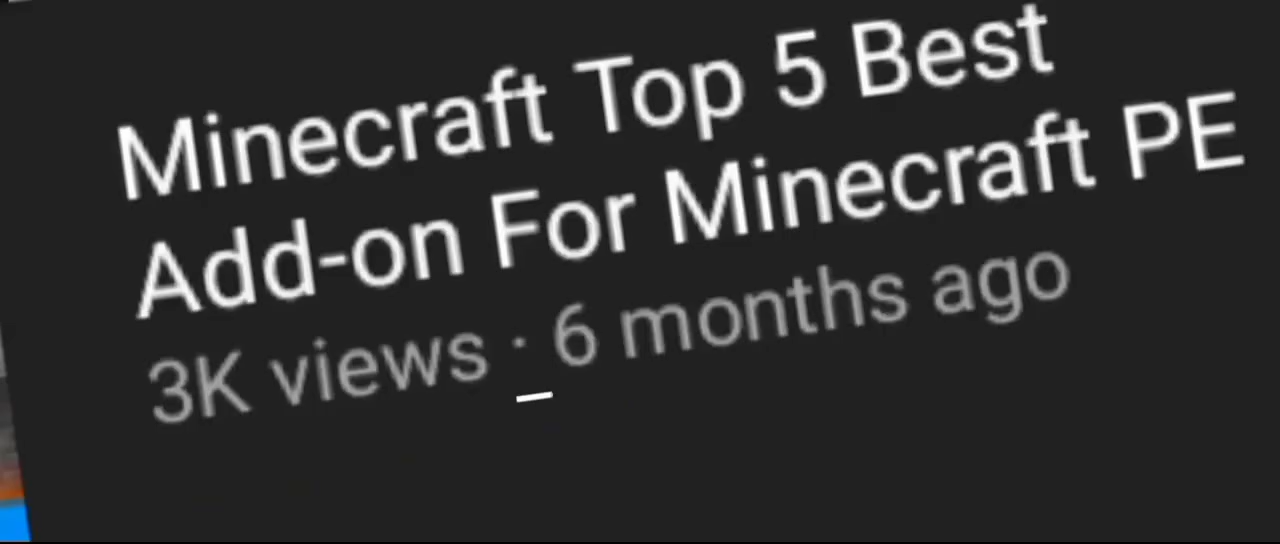 Minecraft Top 5 Best
Add-on For Minecraft PE
3K views · 6 months ago